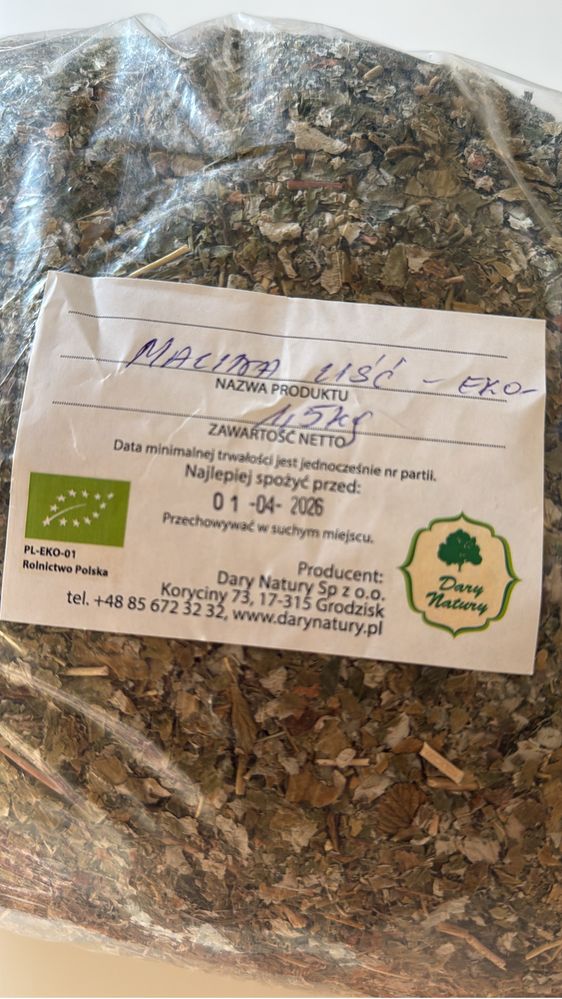 MALINA LIŚĆ - EKO-
NAZWA PRODUKTU
1,5 kg
ZAWARTOŚĆ NETTO
Data minimalnej trwałości jest jednocześnie nr partii.
Najlepiej spożyć przed:
01 -04- 2026
Przechowywać w suchym miejscu.
PL-EKO-01
Rolnictwo Polska
Producent:
Dary Natury Sp z o.o.
Koryciny 73, 17-315 Grodzisk
tel. +48 85 672 32 32, www.darynatury.pl
Dary
Natury